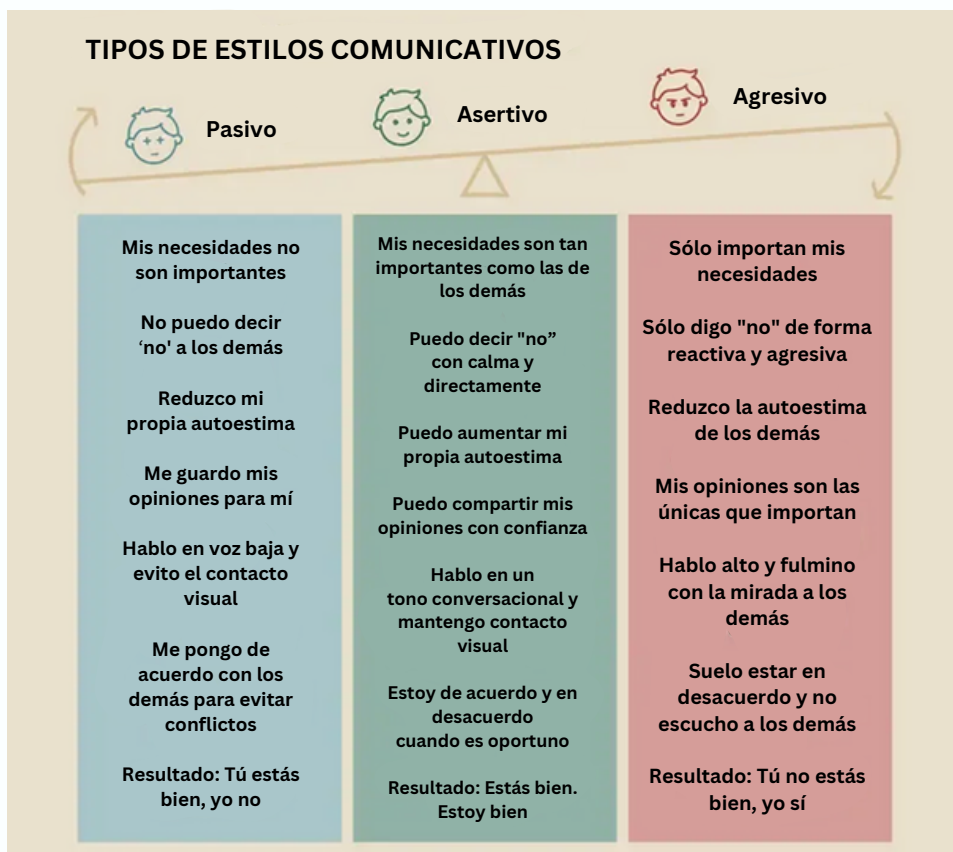 TIPOS DE ESTILOS COMUNICATIVOS
Pasivo
Asertivo
Agresivo
Mis necesidades no
son importantes
No puedo decir
‘no' a los demás
Reduzco mi
propia autoestima
Me guardo mis
opiniones para mí
Hablo en voz baja y
evito el contacto
visual
Me pongo de
acuerdo con los
demás para evitar
conflictos
Resultado: Tú estás
bien, yo no
Mis necesidades son tan
importantes como las de
los demás
Puedo decir "no”
con calma y
directamente
Puedo aumentar mi
propia autoestima
Puedo compartir mis
opiniones con confianza
Hablo en un
tono conversacional y
mantengo contacto
visual
Estoy de acuerdo y en
desacuerdo
cuando es oportuno
Resultado: Estás bien.
Estoy bien
Sólo importan mis
necesidades
Sólo digo "no" de forma
reactiva y agresiva
Reduzco la autoestima
de los demás
Mis opiniones son las
únicas que importan
Hablo alto y fulmino
con la mirada a los
demás
Suelo estar en
desacuerdo y no
escucho a los demás
Resultado: Tú no estás
bien, yo sí